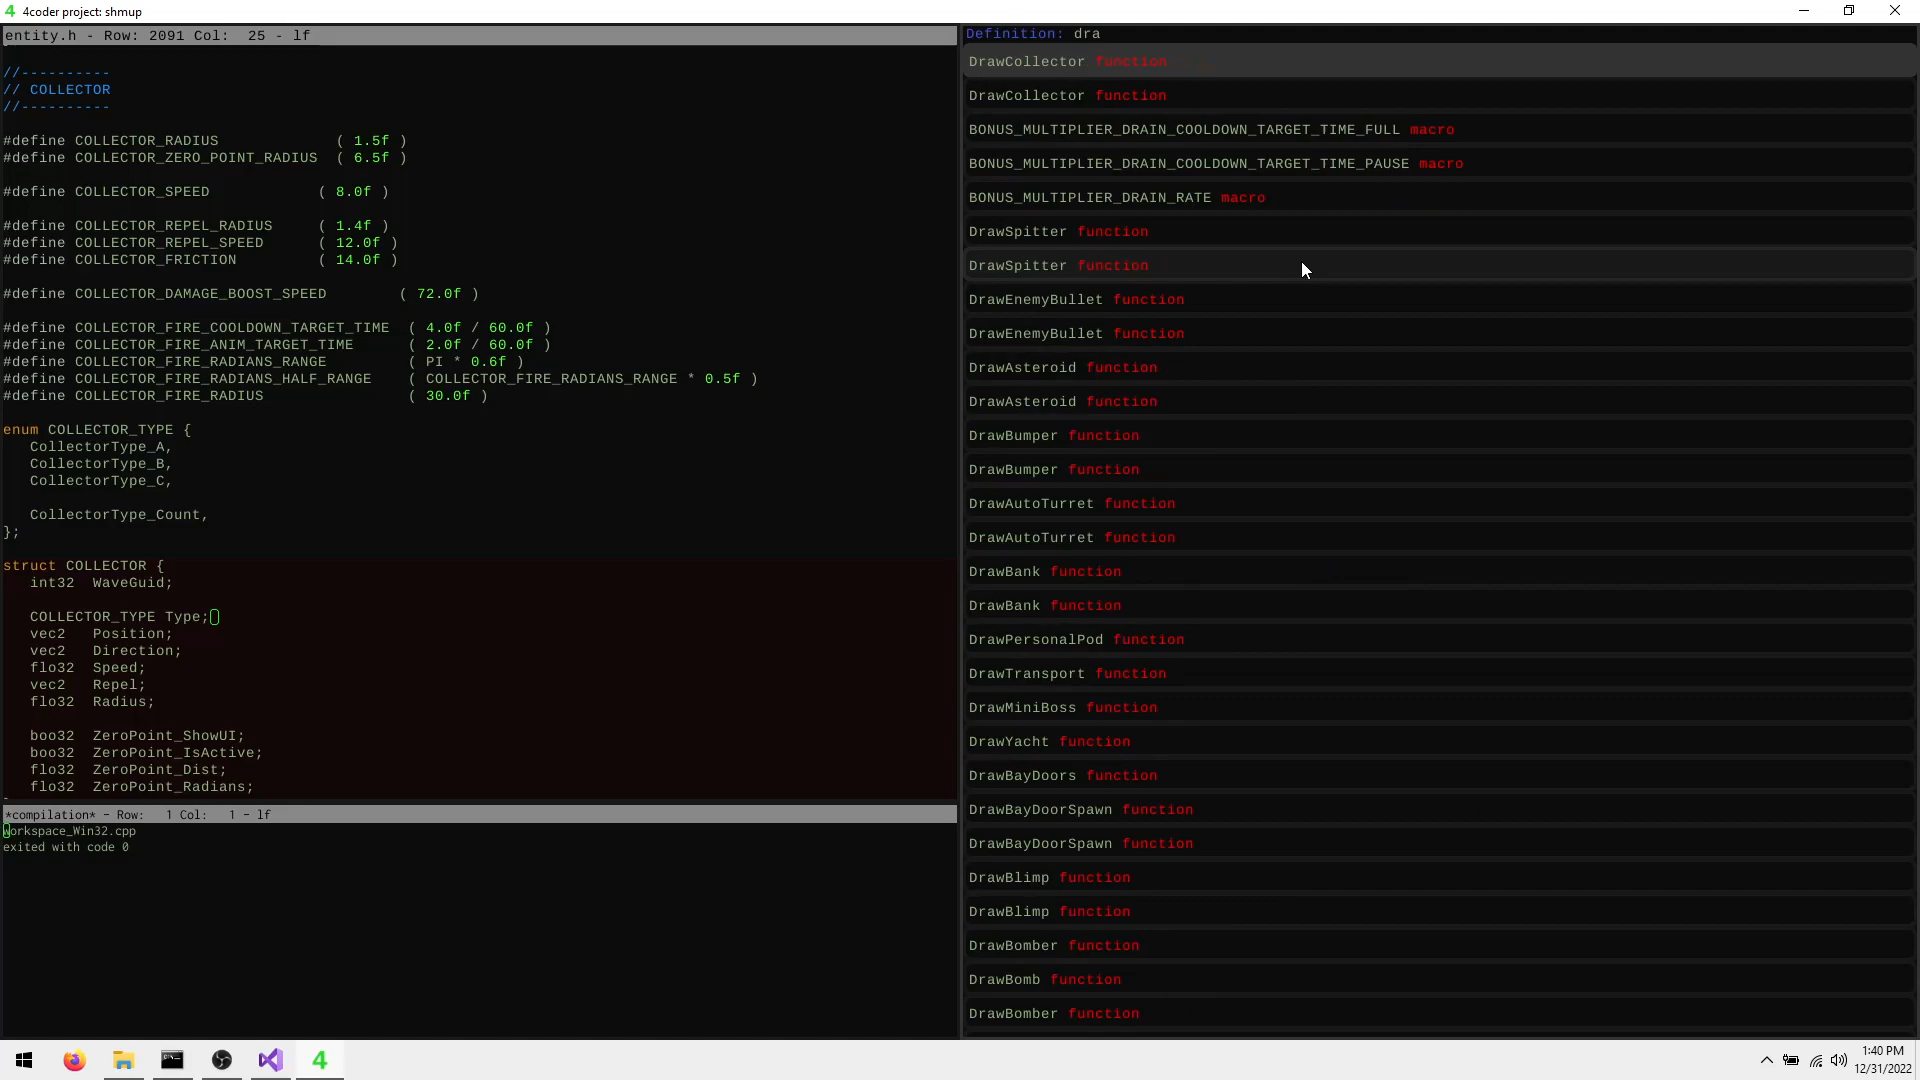 4coder project: shmup
entity.h - Row: 2091 Col:  25 - lf
//----------
// COLLECTOR
//----------
#define COLLECTOR_RADIUS             ( 1.5f )
#define COLLECTOR_ZERO_POINT_RADIUS  ( 6.5f )
#define COLLECTOR_SPEED            ( 8.0f )
#define COLLECTOR_REPEL_RADIUS     ( 1.4f )
#define COLLECTOR_REPEL_SPEED      ( 12.0f )
#define COLLECTOR_FRICTION         ( 14.0f )
#define COLLECTOR_DAMAGE_BOOST_SPEED        ( 72.0f )
#define COLLECTOR_FIRE_COOLDOWN_TARGET_TIME  ( 4.0f / 60.0f )
#define COLLECTOR_FIRE_ANIM_TARGET_TIME      ( 2.0f / 60.0f )
#define COLLECTOR_FIRE_RADIANS_RANGE         ( PI * 0.6f )
#define COLLECTOR_FIRE_RADIANS_HALF_RANGE    ( COLLECTOR_FIRE_RADIANS_RANGE * 0.5f )
#define COLLECTOR_FIRE_RADIUS                ( 30.0f )
enum COLLECTOR_TYPE {
CollectorType_A,
CollectorType_B,
CollectorType_C,
CollectorType_Count,
};
struct COLLECTOR {
int32  WaveGuid;
COLLECTOR_TYPE Type;
vec2   Position;
vec2   Direction;
flo32  Speed;
vec2   Repel;
flo32  Radius;
boo32  ZeroPoint_ShowUI;
boo32  ZeroPoint_IsActive;
flo32  ZeroPoint_Dist;
flo32  ZeroPoint_Radians;
*compilation* - Row:   1 Col:   1 - lf
workspace_Win32.cpp
exited with code 0
Definition: dra
DrawCollector function
DrawCollector function
BONUS_MULTIPLIER_DRAIN_COOLDOWN_TARGET_TIME_FULL macro
BONUS_MULTIPLIER_DRAIN_COOLDOWN_TARGET_TIME_PAUSE macro
BONUS_MULTIPLIER_DRAIN_RATE macro
DrawSpitter function
DrawSpitter function
DrawEnemyBullet function
DrawEnemyBullet function
DrawAsteroid function
DrawAsteroid function
DrawBumper function
DrawBumper function
DrawAutoTurret function
DrawAutoTurret function
DrawBank function
DrawBank function
DrawPersonalPod function
DrawTransport function
DrawMiniBoss function
DrawYacht function
DrawBayDoors function
DrawBayDoorSpawn function
DrawBayDoorSpawn function
DrawBlimp function
DrawBlimp function
DrawBomber function
DrawBomb function
DrawBomber function
1:40 PM
12/31/2022